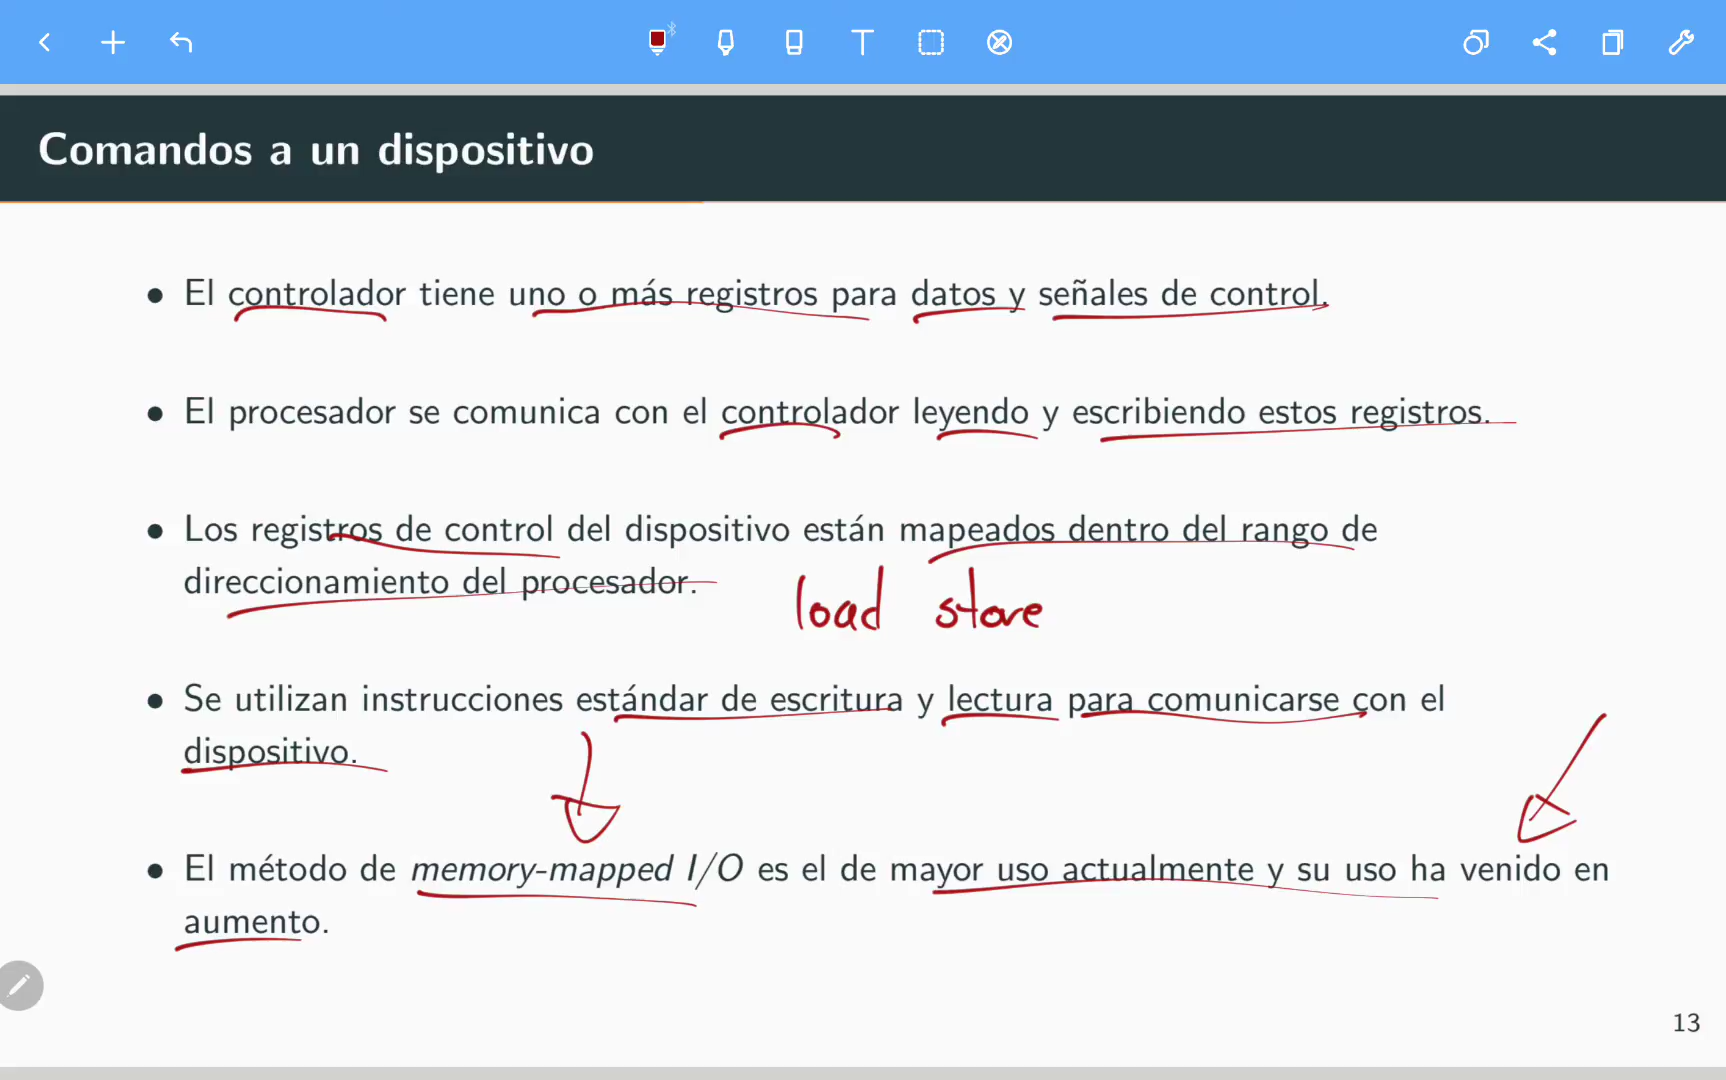 Comandos a un dispositivo
• El controlador tiene uno o más registros para datos y señales de control.
• El procesador se comunica con el controlador leyendo y escribiendo estos registros.
• Los registros de control del dispositivo están mapeados dentro del rango de
direccionamiento del procesador.
load store
• Se utilizan instrucciones estándar de escritura y lectura para comunicarse con el
dispositivo.
• El método de memory-mapped I/O es el de mayor uso actualmente y su uso ha venido en
aumento.
13